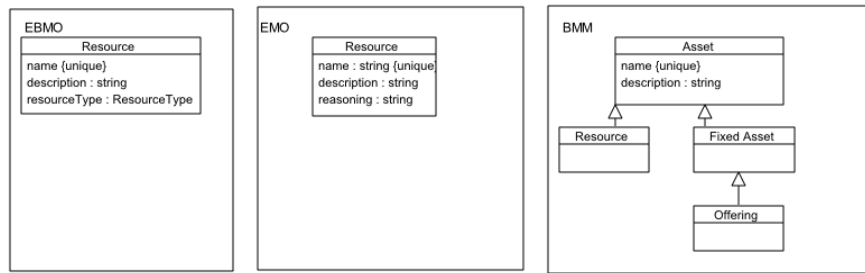 EBMO
Resource
name {unique}
description : string
resourceType : ResourceType
EMO
Resource
name : string {unique}
description : string
reasoning : string
BMM
Asset
name {unique}
description : string
Resource
Fixed Asset
Offering